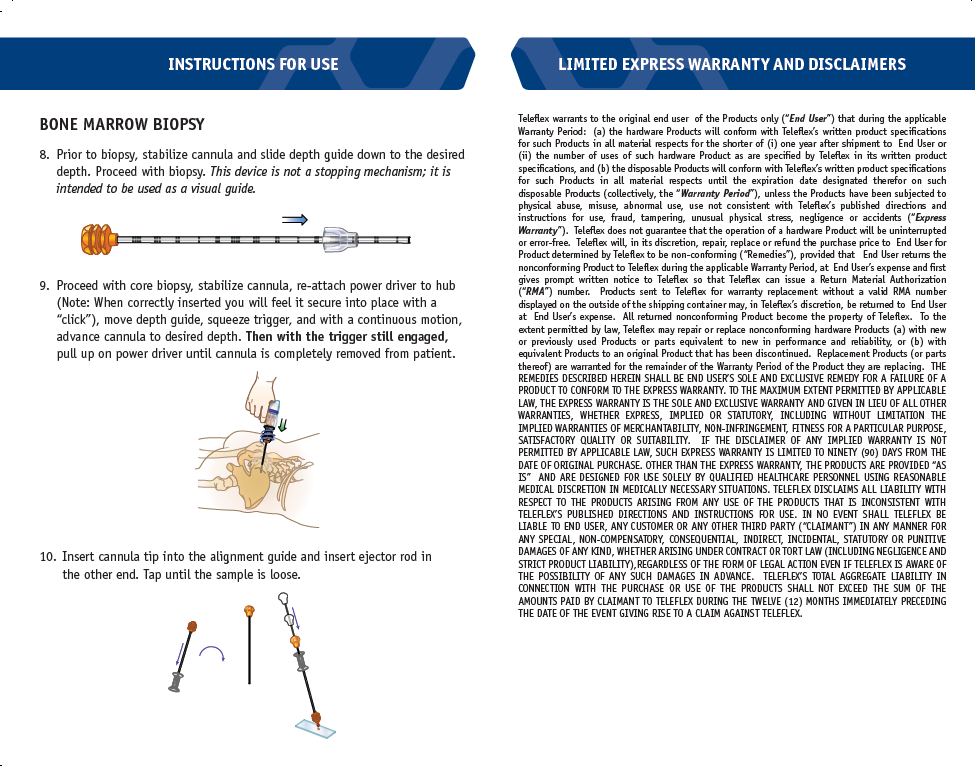 INSTRUCTIONS FOR USE
BONE MARROW BIOPSY
8. Prior to biopsy, stabilize cannula and slide depth guide down to the desired
depth. Proceed with biopsy. This device is not a stopping mechanism; it is
intended to be used as a visual guide.
9. Proceed with core biopsy, stabilize cannula, re-attach power driver to hub
(Note: When correctly inserted you will feel it secure into place with a
“click”), move depth guide, squeeze trigger, and with a continuous motion,
advance cannula to desired depth. Then with the trigger still engaged,
pull up on power driver until cannula is completely removed from patient.
10. Insert cannula tip into the alignment guide and insert ejector rod in
the other end. Tap until the sample is loose.
LIMITED EXPRESS WARRANTY AND DISCLAIMERS
Teleflex warrants to the original end user of the Products only (“End User”) that during the applicable
Warranty Period: (a) the hardware Products will conform with Teleflex’s written product specifications
for such Products in all material respects for the shorter of (i) one year after shipment to End User or
(ii) the number of uses of such hardware Product as are specified by Teleflex in its written product
specifications, and (b) the disposable Products will conform with Teleflex’s written product specifications
for such Products in all material respects until the expiration date designated therefor on such
disposable Products (collectively, the “Warranty Period”), unless the Products have been subjected to
physical abuse, misuse, abnormal use, use not consistent with Teleflex’s published directions and
instructions for use, fraud, tampering, unusual physical stress, negligence or accidents (“Express
Warranty”). Teleflex does not guarantee that the operation of a hardware Product will be uninterrupted
or error-free. Teleflex will, in its discretion, repair, replace or refund the purchase price to End User for
Product determined by Teleflex to be non-conforming (“Remedies”), provided that End User returns the
nonconforming Product to Teleflex during the applicable Warranty Period, at End User’s expense and first
gives prompt written notice to Teleflex so that Teleflex can issue a Return Material Authorization
(“RMA”) number. Products sent to Teleflex for warranty replacement without a valid RMA number
displayed on the outside of the shipping container may, in Teleflex’s discretion, be returned to End User
at End User’s expense. All returned nonconforming Product become the property of Teleflex. To the
extent permitted by law, Teleflex may repair or replace nonconforming hardware Products (a) with new
or previously used Products or parts equivalent to new in performance and reliability, or (b) with
equivalent Products to an original Product that has been discontinued. Replacement Products (or parts
thereof) are warranted for the remainder of the Warranty Period of the Product they are replacing. THE
REMEDIES DESCRIBED HEREIN SHALL BE END USER’S SOLE AND EXCLUSIVE REMEDY FOR A FAILURE OF A
PRODUCT TO CONFORM TO THE EXPRESS WARRANTY. TO THE MAXIMUM EXTENT PERMITTED BY APPLICABLE
LAW, THE EXPRESS WARRANTY IS THE SOLE AND EXCLUSIVE WARRANTY AND GIVEN IN LIEU OF ALL OTHER
WARRANTIES, WHETHER EXPRESS, IMPLIED OR STATUTORY, INCLUDING WITHOUT LIMITATION THE
IMPLIED WARRANTIES OF MERCHANTABILITY, NON-INFRINGEMENT, FITNESS FOR A PARTICULAR PURPOSE,
SATISFACTORY QUALITY OR SUITABILITY. IF THE DISCLAIMER OF ANY IMPLIED WARRANTY IS NOT
PERMITTED BY APPLICABLE LAW, SUCH EXPRESS WARRANTY IS LIMITED TO NINETY (90) DAYS FROM THE
DATE OF ORIGINAL PURCHASE. OTHER THAN THE EXPRESS WARRANTY, THE PRODUCTS ARE PROVIDED “AS
IS” AND ARE DESIGNED FOR USE SOLELY BY QUALIFIED HEALTHCARE PERSONNEL USING REASONABLE
MEDICAL DISCRETION IN MEDICALLY NECESSARY SITUATIONS. TELEFLEX DISCLAIMS ALL LIABILITY WITH
RESPECT TO THE PRODUCTS ARISING FROM ANY USE OF THE PRODUCTS THAT IS INCONSISTENT WITH
TELEFLEX’S PUBLISHED DIRECTIONS AND INSTRUCTIONS FOR USE. IN NO EVENT SHALL TELEFLEX BE
LIABLE TO END USER, ANY CUSTOMER OR ANY OTHER THIRD PARTY (“CLAIMANT”) IN ANY MANNER FOR
ANY SPECIAL, NON-COMPENSATORY, CONSEQUENTIAL, INDIRECT, INCIDENTAL, STATUTORY OR PUNITIVE
DAMAGES OF ANY KIND, WHETHER ARISING UNDER CONTRACT OR TORT LAW (INCLUDING NEGLIGENCE AND
STRICT PRODUCT LIABILITY),REGARDLESS OF THE FORM OF LEGAL ACTION EVEN IF TELEFLEX IS AWARE OF
THE POSSIBILITY OF ANY SUCH DAMAGES IN ADVANCE. TELEFLEX’S TOTAL AGGREGATE LIABILITY IN
CONNECTION WITH THE PURCHASE OR USE OF THE PRODUCTS SHALL NOT EXCEED THE SUM OF THE
AMOUNTS PAID BY CLAIMANT TO TELEFLEX DURING THE TWELVE (12) MONTHS IMMEDIATELY PRECEDING
THE DATE OF THE EVENT GIVING RISE TO A CLAIM AGAINST TELEFLEX.